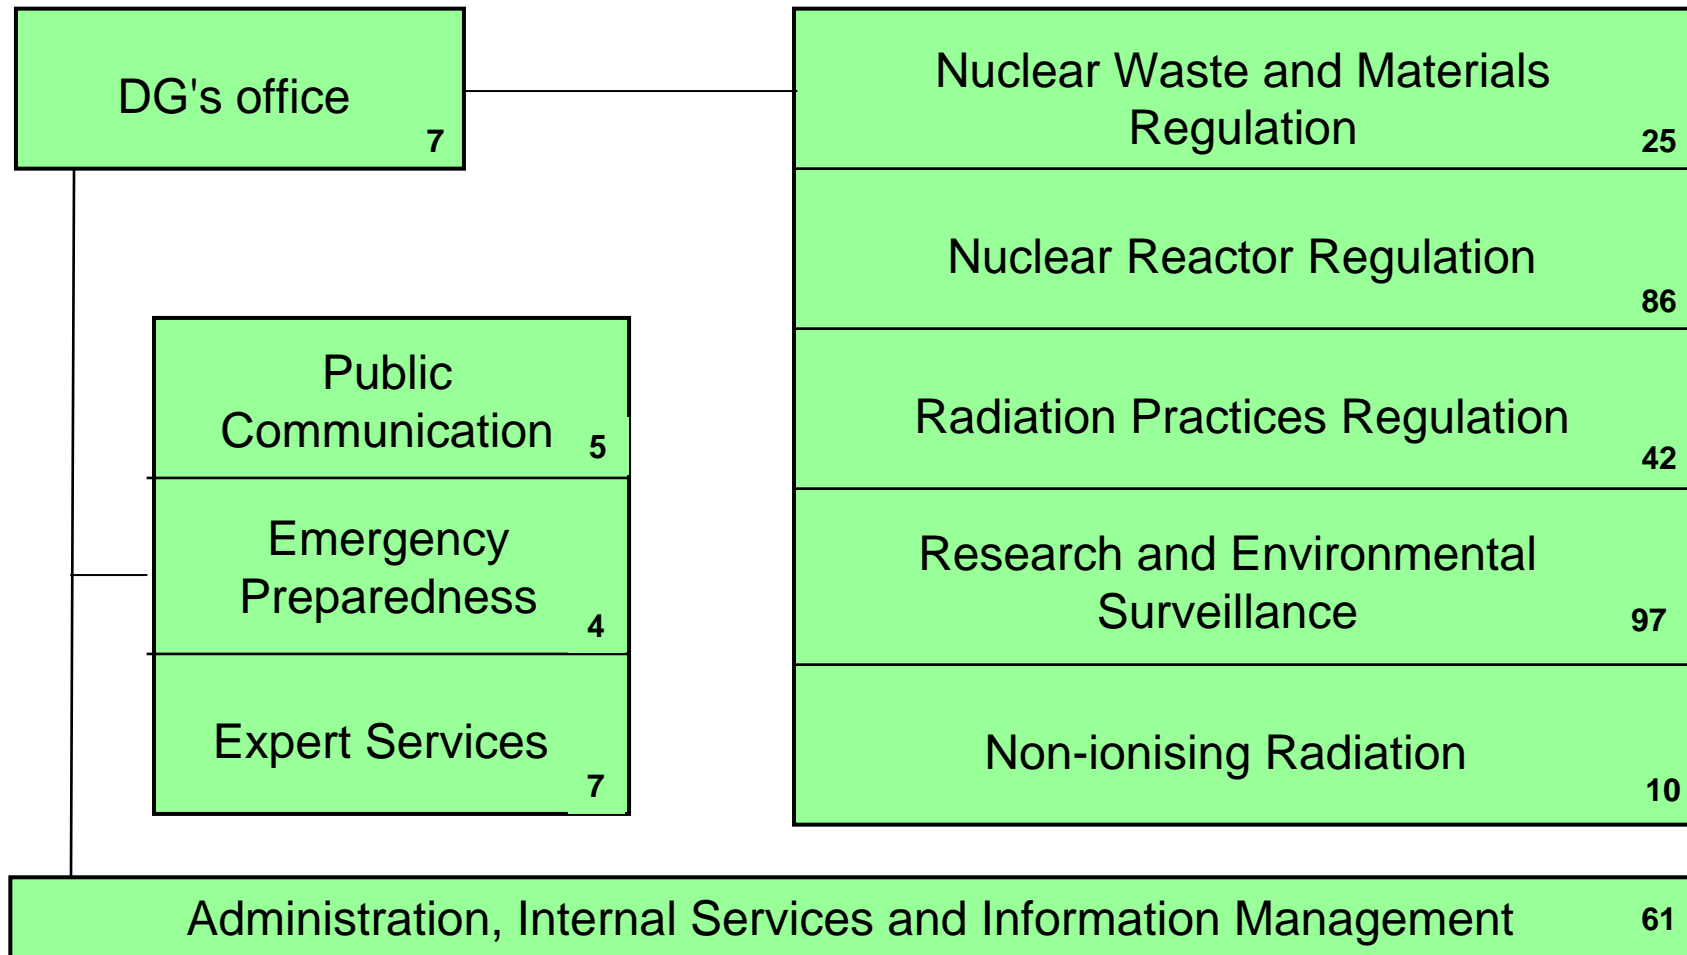 DG's office
7
Nuclear Waste and Materials
Regulation
25
Nuclear Reactor Regulation
86
Radiation Practices Regulation
42
Research and Environmental
Surveillance
97
Non-ionising Radiation
10
Public
Communication
5
Emergency
Preparedness
4
Expert Services
7
Administration, Internal Services and Information Management
61